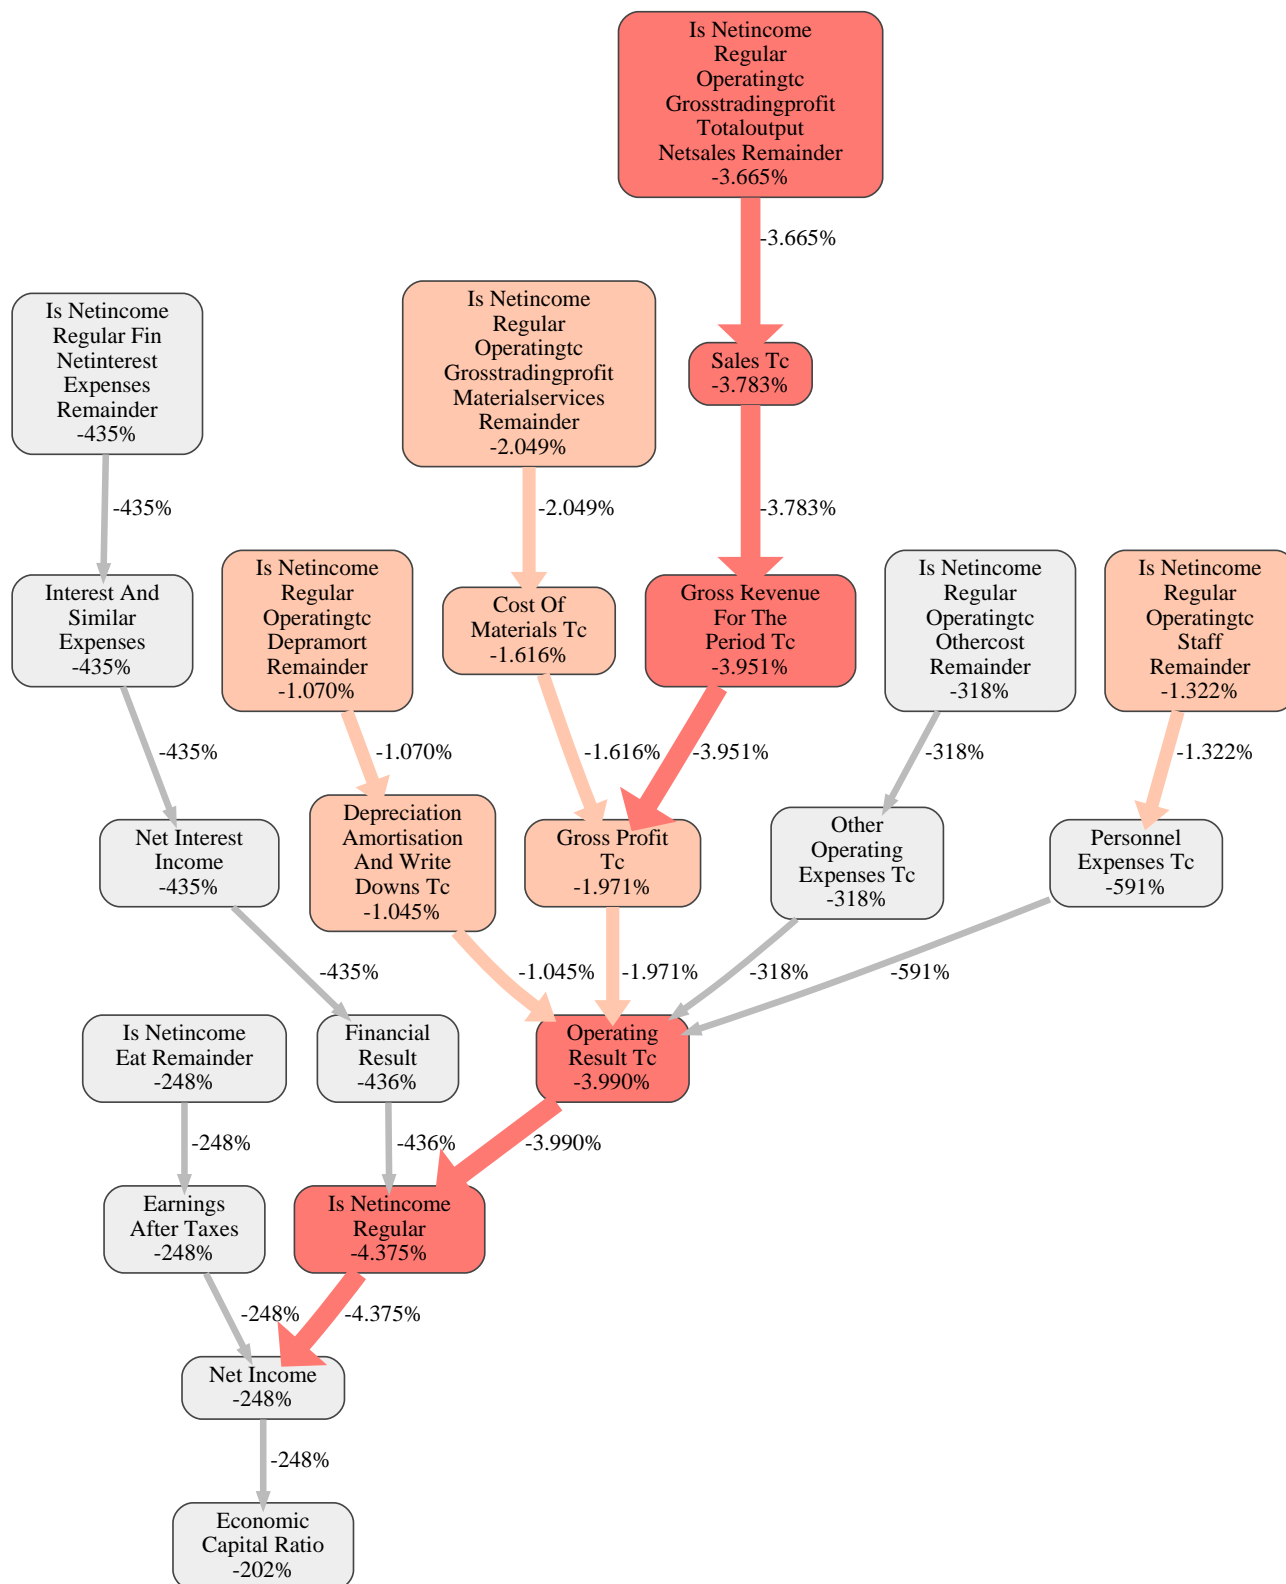 Is Netincome
Regular
Operatingtc
Grosstradingprofit
Totaloutput
Netsales Remainder
-3.665%
-3.665%
Is Netincome
Regular Fin
Netinterest
Expenses
Remainder
-435%
Is Netincome
Regular
Operatingtc
Grosstradingprofit
Materialservices
Remainder
-2.049%
Sales Tc
-3.783%
-435%
-2.049%
-3.783%
Interest And
Similar
Expenses
-435%
Is Netincome
Regular
Operatingtc
Depramort
Remainder
-1.070%
Cost Of
Materials Tc
-1.616%
Gross Revenue
For The
Period Tc
-3.951%
Is Netincome
Regular
Operatingtc
Othercost
Remainder
-318%
Is Netincome
Regular
Operatingtc
Staff
Remainder
-1.322%
-435%
-1.070%
-1.616%
-3.951%
-318%
-1.322%
Net Interest
Income
-435%
Depreciation
Amortisation
And Write
Downs Tc
-1.045%
Gross Profit
Tc
-1.971%
Other
Operating
Expenses Tc
-318%
Personnel
Expenses Tc
-591%
-435%
-1.045%
-1.971%
-318%
-591%
Is Netincome
Eat Remainder
-248%
Financial
Result
-436%
Operating
Result Tc
-3.990%
-248%
-436%
-3.990%
Earnings
After Taxes
-248%
Is Netincome
Regular
-4.375%
-248%
-4.375%
Net Income
-248%
-248%
Economic
Capital Ratio
-202%